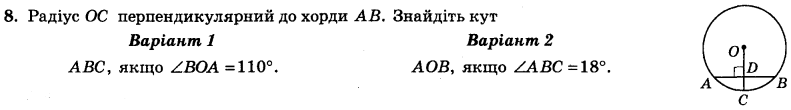 8. Радіус OC перпендикулярний до хорди AB. Знайдіть кут
Варіант 1 Варіант 2
ABC, якщо ∠BOA =110°. AOB, якщо ∠ABC =18°.
O
D
A B
C